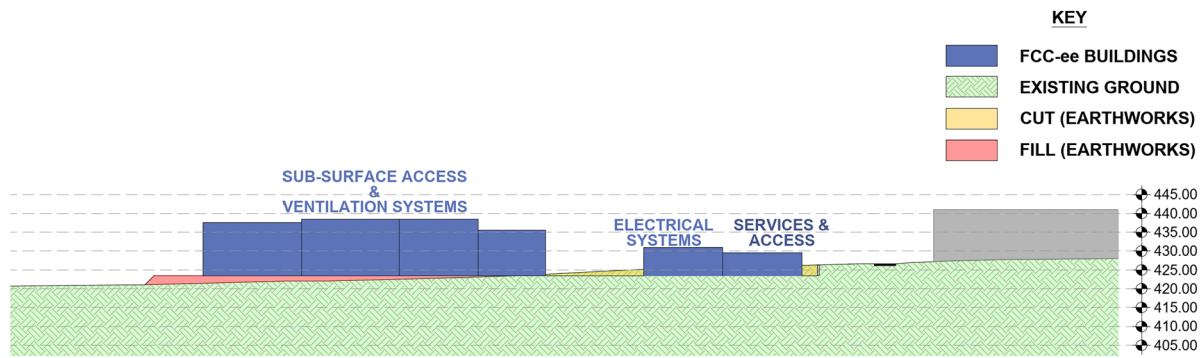 KEY
FCC-ee BUILDINGS
EXISTING GROUND
CUT (EARTHWORKS)
FILL (EARTHWORKS)
SUB-SURFACE ACCESS
&
VENTILATION SYSTEMS
ELECTRICAL
SYSTEMS
SERVICES &
ACCESS
445.00
440.00
435.00
430.00
425.00
420.00
415.00
410.00
405.00